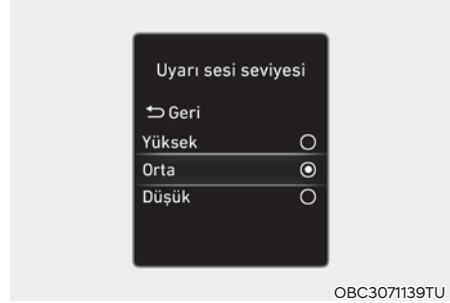 Uyarı sesi seviyesi
Geri
Yüksek
Orta
Düşük
OBC3071139TU